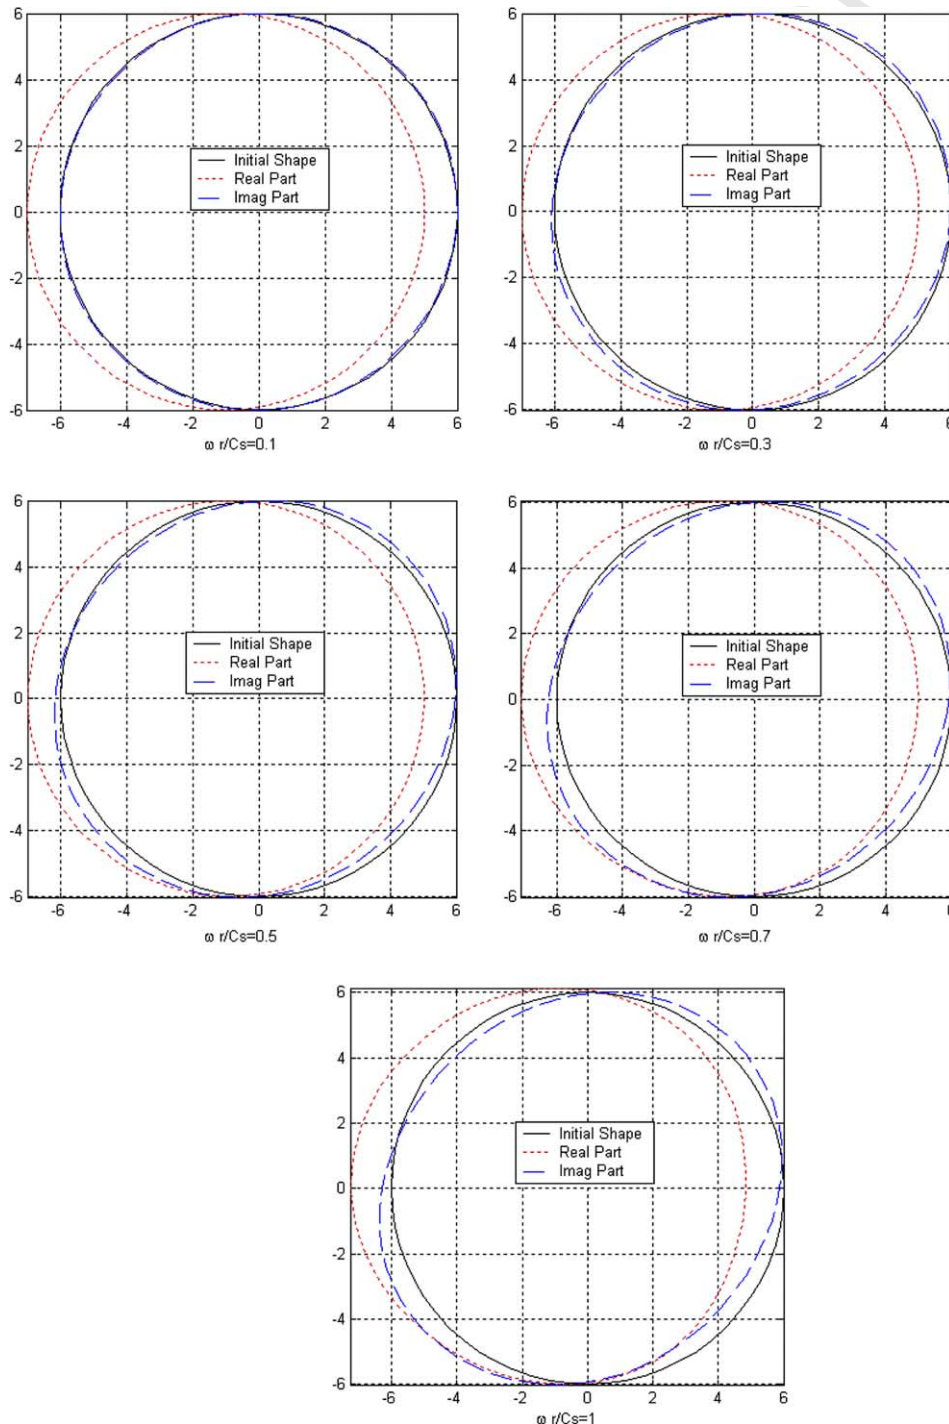 6
4
2
0
-2
-4
-6
-6 -4 -2 0 2 4 6
Initial Shape
Real Part
Imag Part
ω r/Cs=0.1
6
4
2
0
-2
-4
-6
-6 -4 -2 0 2 4 6
Initial Shape
Real Part
Imag Part
ω r/Cs=0.3
6
4
2
0
-2
-4
-6
-6 -4 -2 0 2 4 6
Initial Shape
Real Part
Imag Part
ω r/Cs=0.5
6
4
2
0
-2
-4
-6
-6 -4 -2 0 2 4 6
Initial Shape
Real Part
Imag Part
ω r/Cs=0.7
6
4
2
0
-2
-4
-6
-6 -4 -2 0 2 4 6
Initial Shape
Real Part
Imag Part
ω r/Cs=1